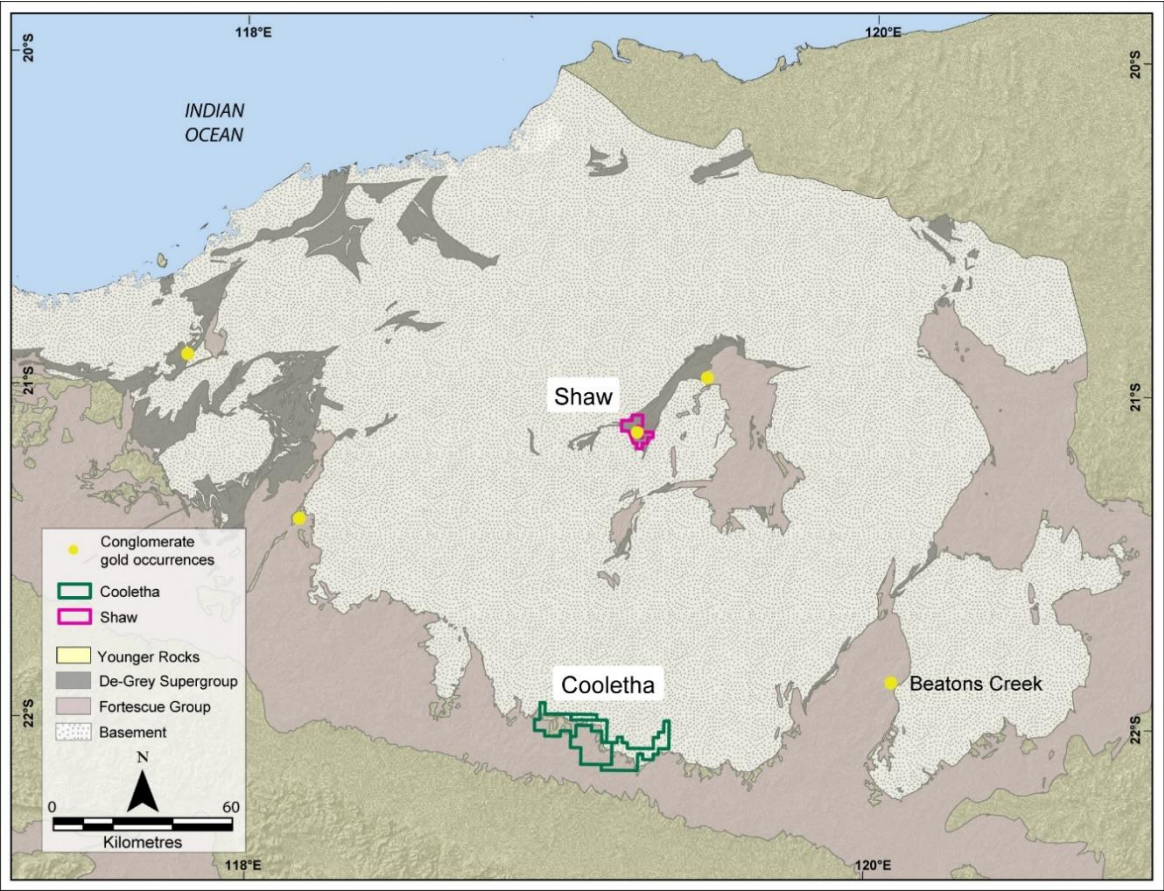 118°E
120°E
20°S
20°S
INDIAN
OCEAN
21°S
21°S
Shaw
Conglomerate
gold occurrences
Cooletha
Shaw
Younger Rocks
De-Grey Supergroup
Fortescue Group
Basement
N
0 60
Kilometres
Cooletha
Beatons Creek
22°S
22°S
118°E
120°E